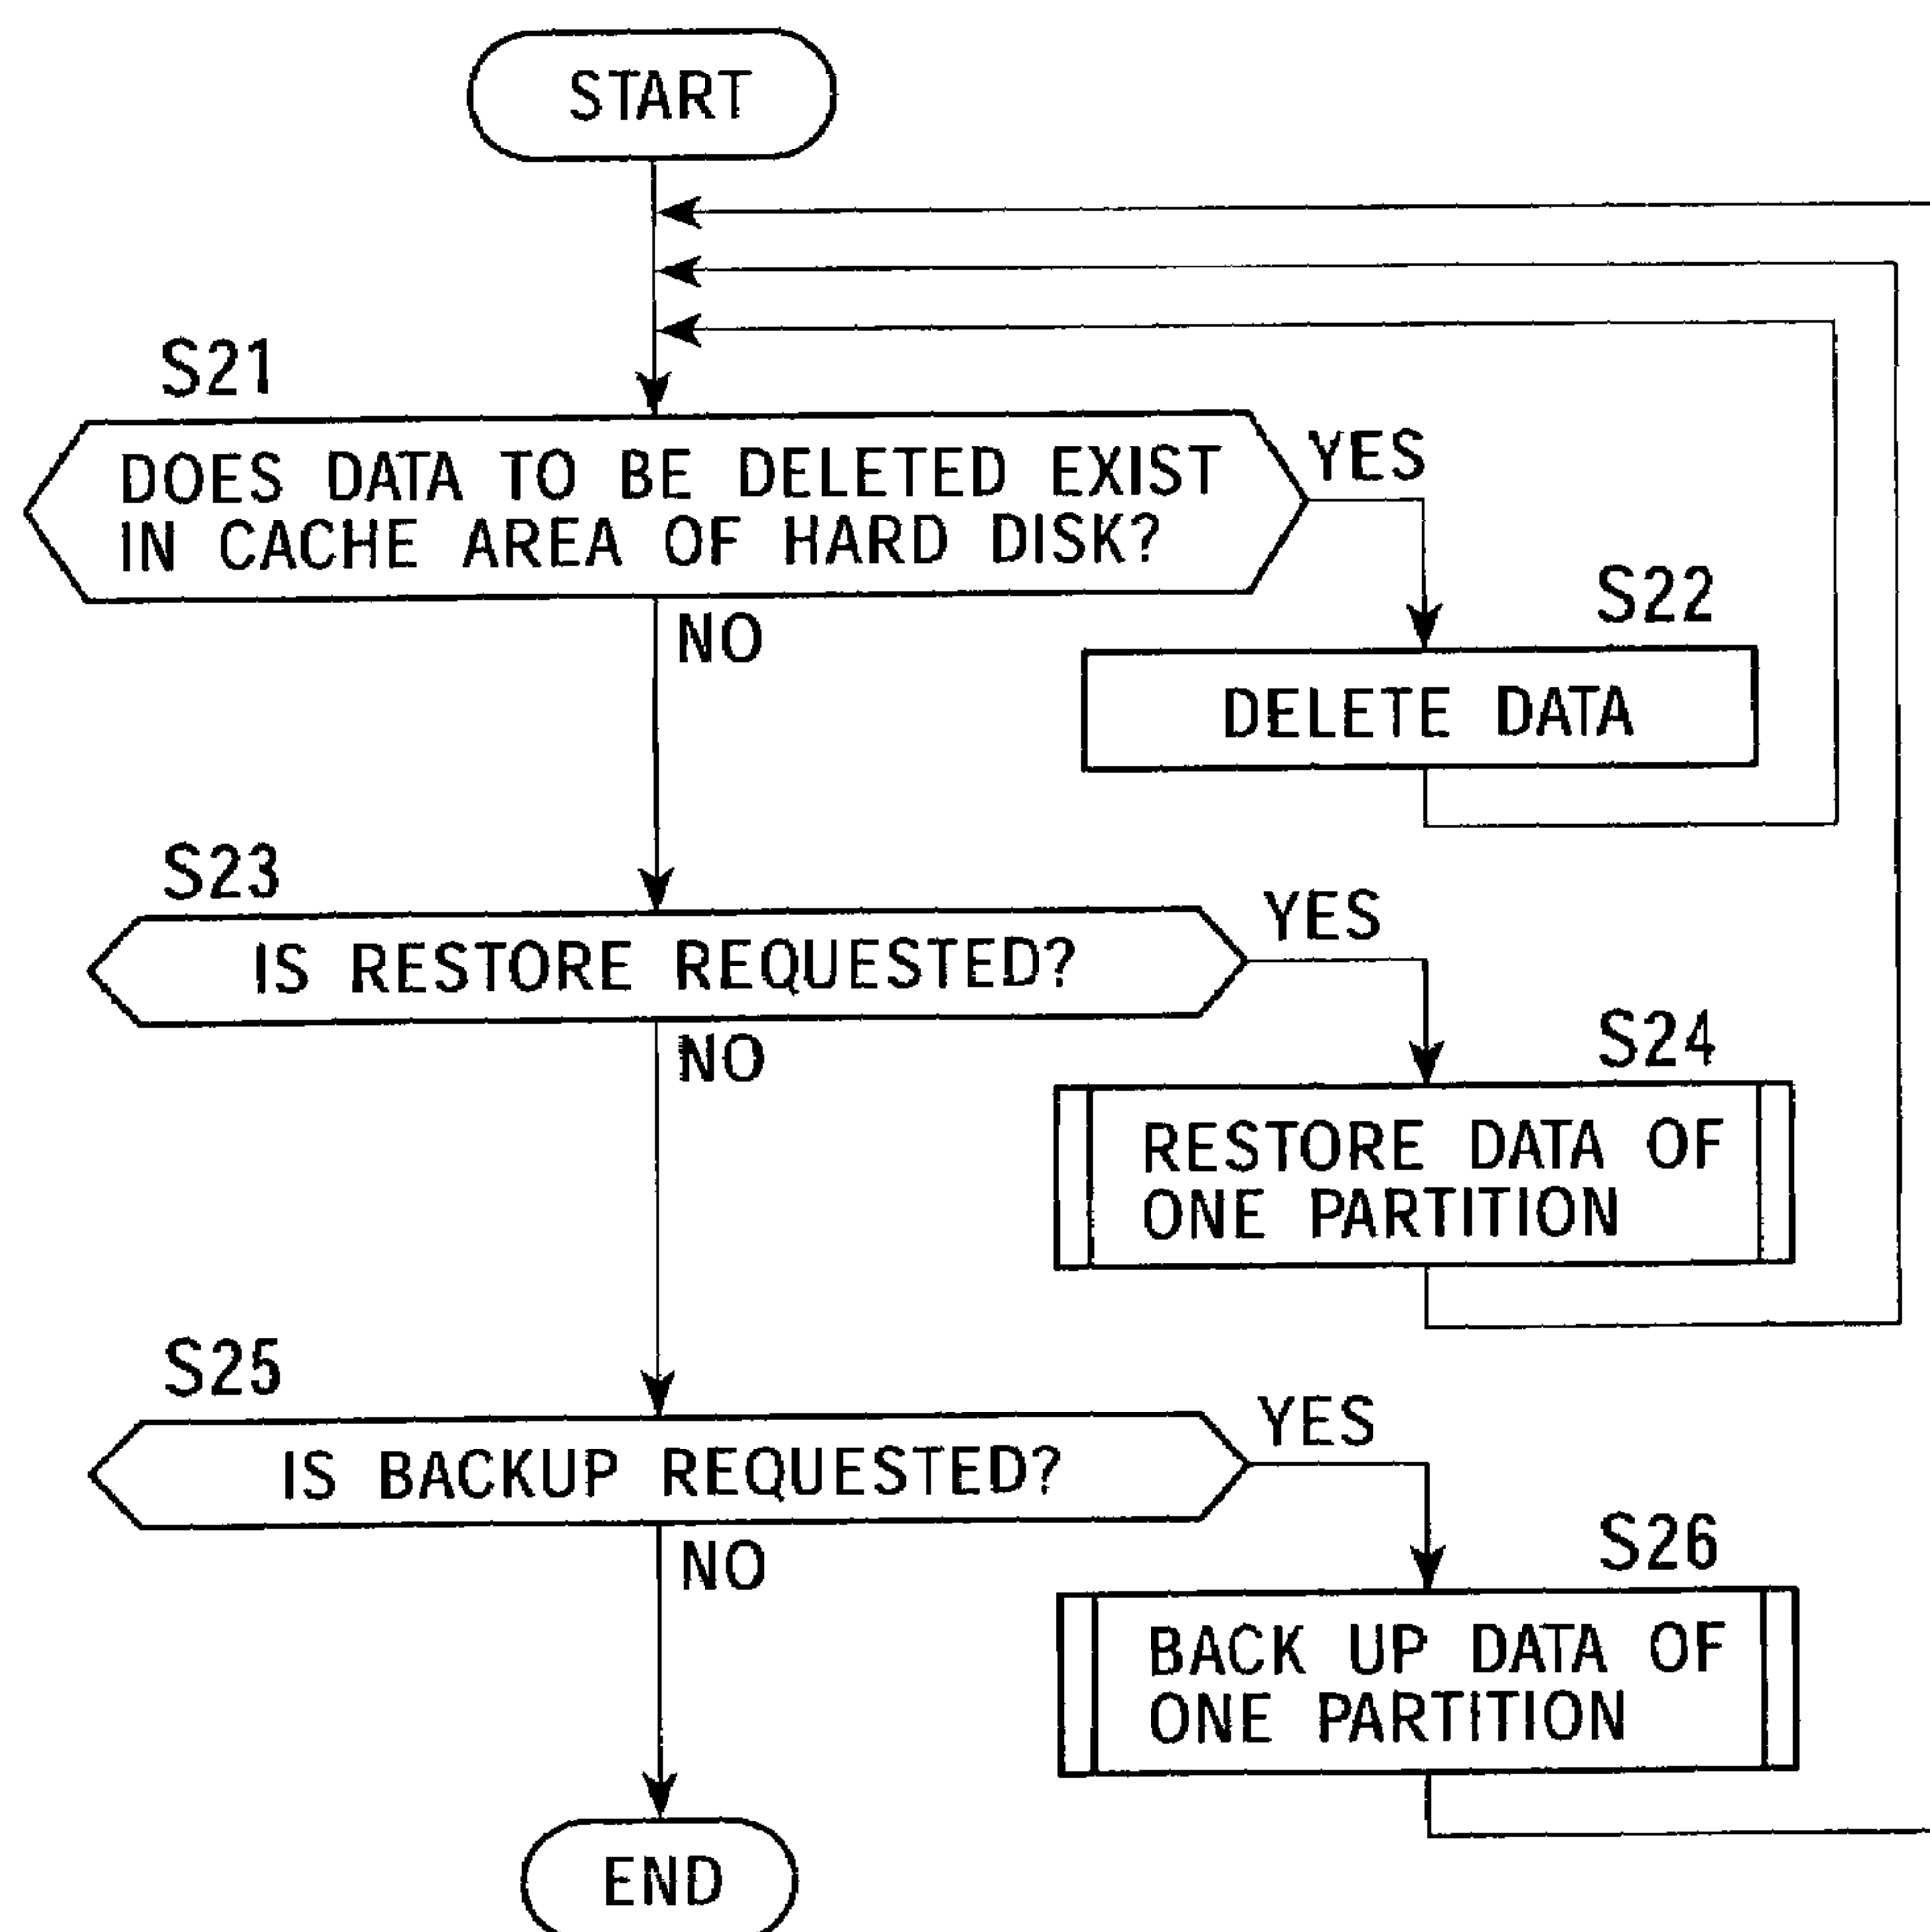 START
S21
DOES DATA TO BE DELETED EXIST
IN CACHE AREA OF HARD DISK?
YES
NO
S22
DELETE DATA
S23
IS RESTORE REQUESTED?
YES
NO
S24
RESTORE DATA OF
ONE PARTITION
S25
IS BACKUP REQUESTED?
YES
NO
S26
BACK UP DATA OF
ONE PARTITION
END